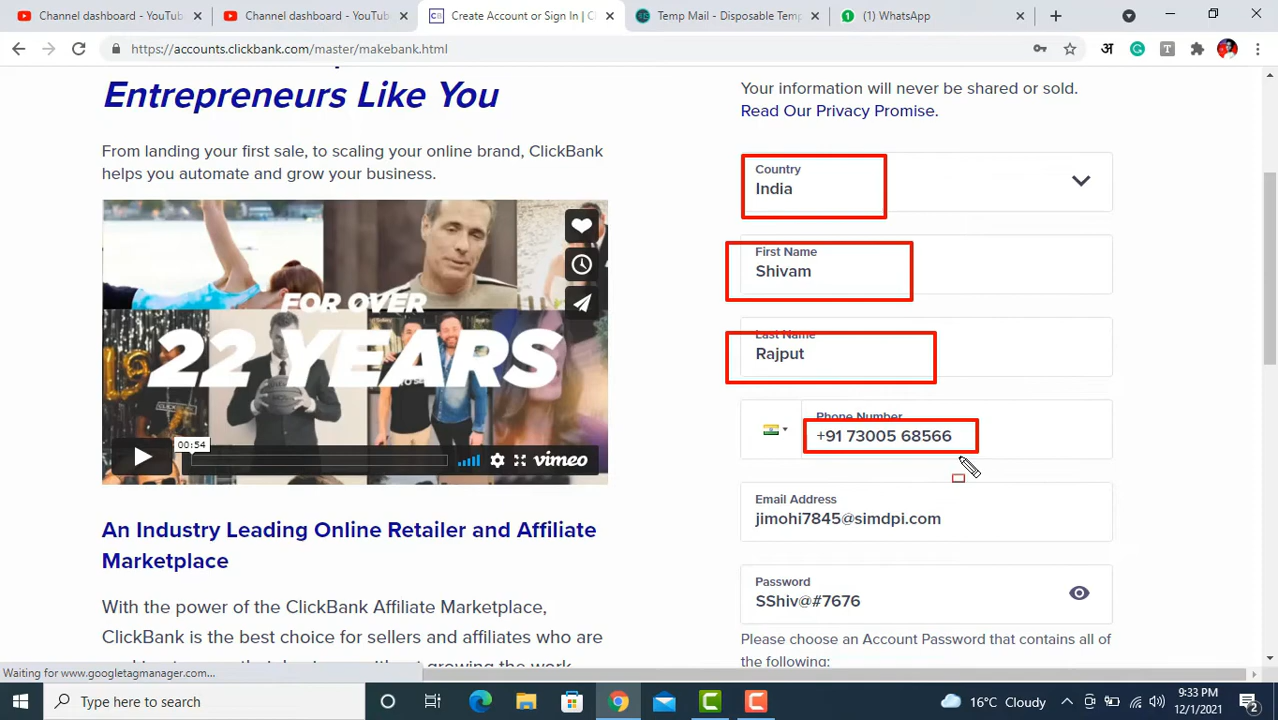 Channel dashboard - YouTu
Channel dashboard - YouTub
Create Account or Sign In | C
Temp Mail - Disposable Temp
(1) WhatsApp
https://accounts.clickbank.com/master/makebank.html
अ
Entrepreneurs Like You
From landing your first sale, to scaling your online brand, ClickBank
helps you automate and grow your business.
FOR OVER
22 YEARS
00:54
vimeo
An Industry Leading Online Retailer and Affiliate
Marketplace
With the power of the ClickBank Affiliate Marketplace,
ClickBank is the best choice for sellers and affiliates who are
Your information will never be shared or sold.
Read Our Privacy Promise.
Country
India
First Name
Shivam
Last Name
Rajput
Phone Number
+91 73005 68566
Email Address
jimohi7845@simdpi.com
Password
SShiv@#7676
Please choose an Account Password that contains all of
the following:
Waiting for www.googletagmanager.com...
Type here to search
16°C Cloudy
9:33 PM
12/1/2021
2